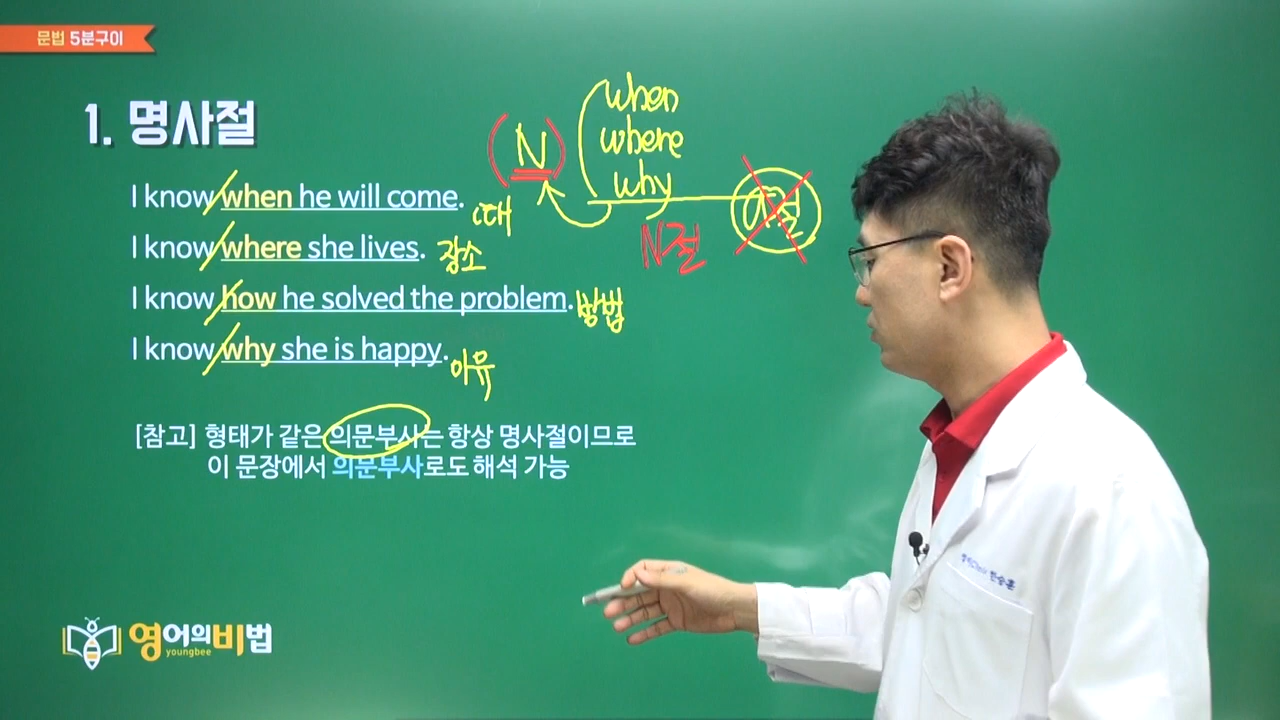 문법 5분구이
1. 명사절
I know when he will come.
때
I know where she lives.
장소
I know how he solved the problem.
방법
I know why she is happy.
이유
[참고] 형태가 같은 의문부사는 항상 명사절이므로
이 문장에서 의문부사로도 해석 가능
(N)
when
where
why
N절
영어의비법
youngbee